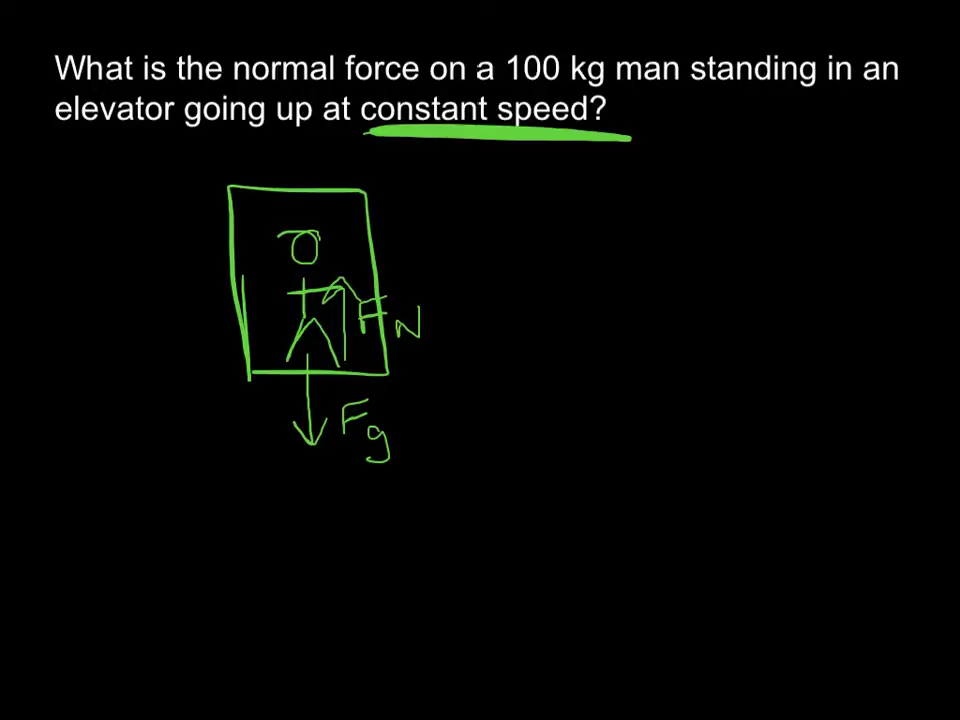 What is the normal force on a 100 kg man standing in an
elevator going up at constant speed?
FN
Fg